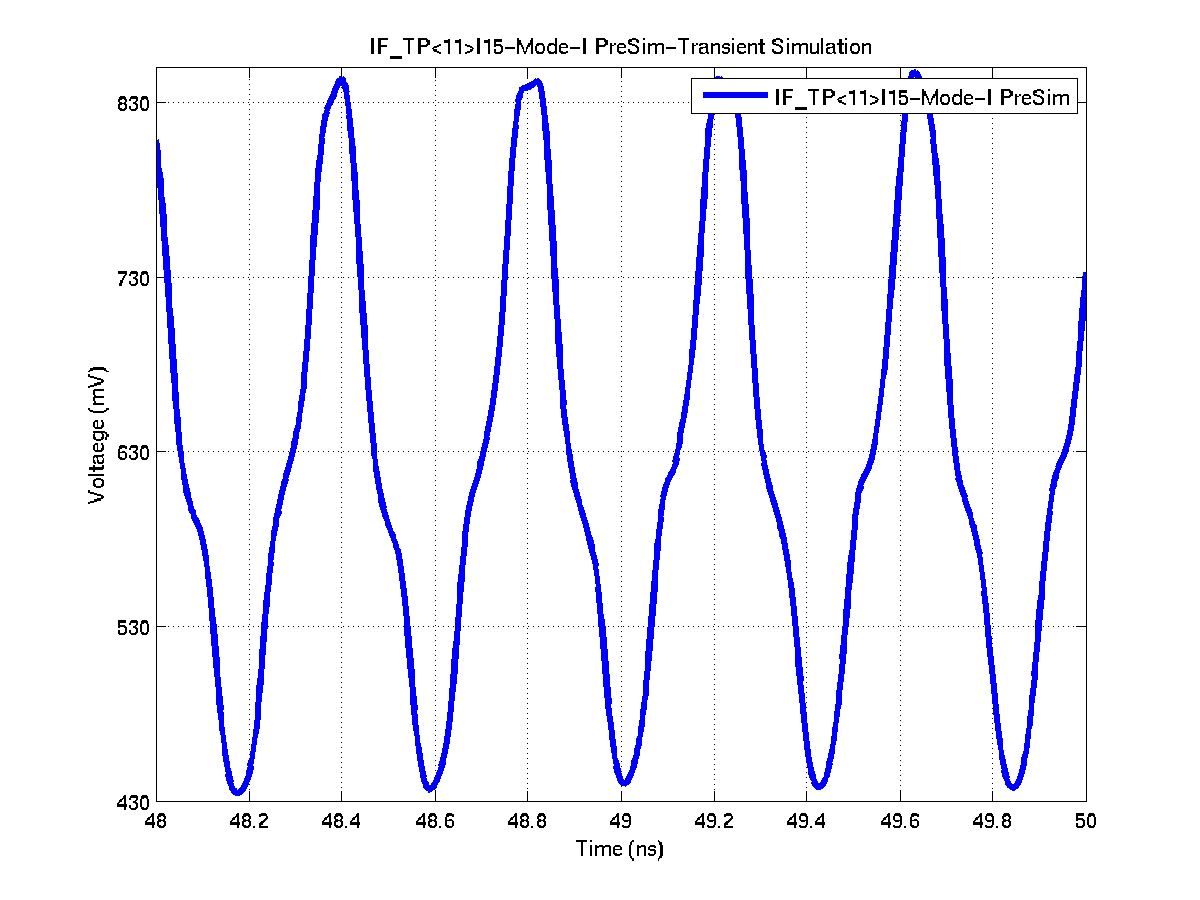 IF_TP<11>I15-Mode-I PreSim-Transient Simulation
IF_TP<11>I15-Mode-I PreSim
830
730
630
530
430
Voltaege (mV)
48 48.2 48.4 48.6 48.8 49 49.2 49.4 49.6 49.8 50
Time (ns)